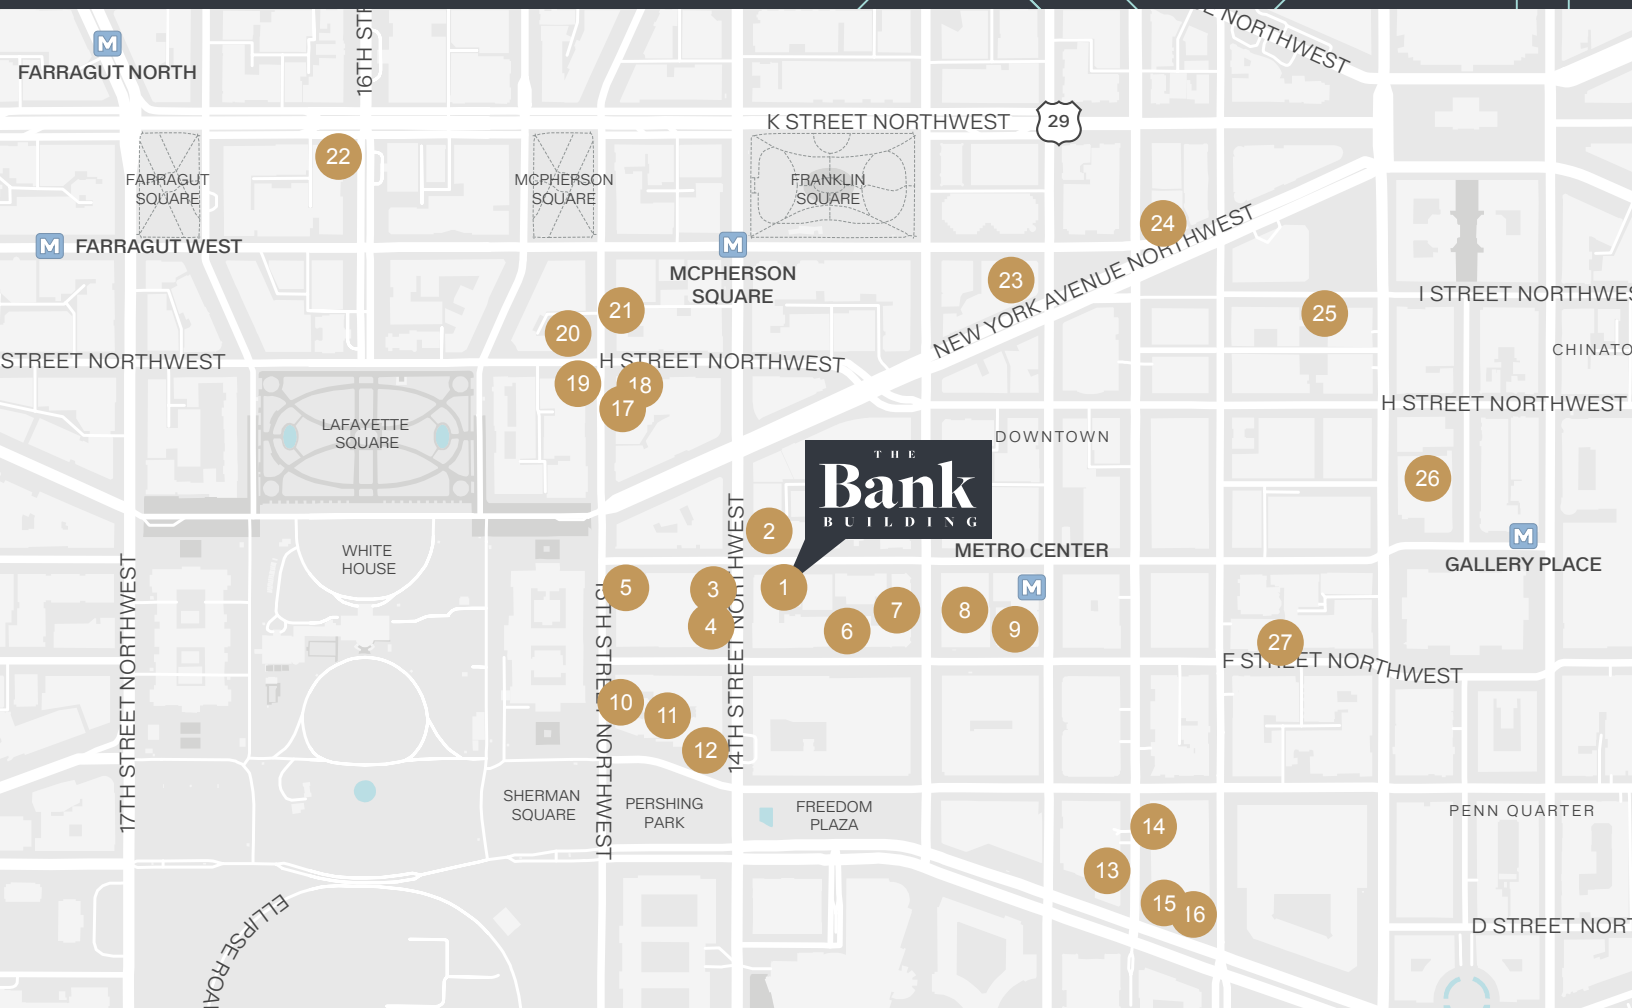 E NORTHWEST
16TH ST
M
FARRAGUT NORTH
K STREET NORTHWEST
29
22
FARRAGUT
SQUARE
MCPHERSON
SQUARE
FRANKLIN
SQUARE
M
FARRAGUT WEST
M
MCPHERSON
SQUARE
24
23
NEW YORK AVENUE NORTHWEST
I STREET NORTHWES
25
21
20
STREET NORTHWEST
H STREET NORTHWEST
CHINATO
19
18
17
H STREET NORTHWEST
LAFAYETTE
SQUARE
DOWNTOWN
THE
Bank
BUILDING
26
2
M
METRO CENTER
GALLERY PLACE
WHITE
HOUSE
M
5
3
1
4
6
7
8
9
27
F STREET NORTHWEST
17TH STREET NORTHWEST
15TH STREET NORTHWEST
14TH STREET NORTHWEST
10
11
12
SHERMAN
SQUARE
PERSHING
PARK
FREEDOM
PLAZA
PENN QUARTER
14
13
15
16
D STREET NORT
ELLIPSE ROA